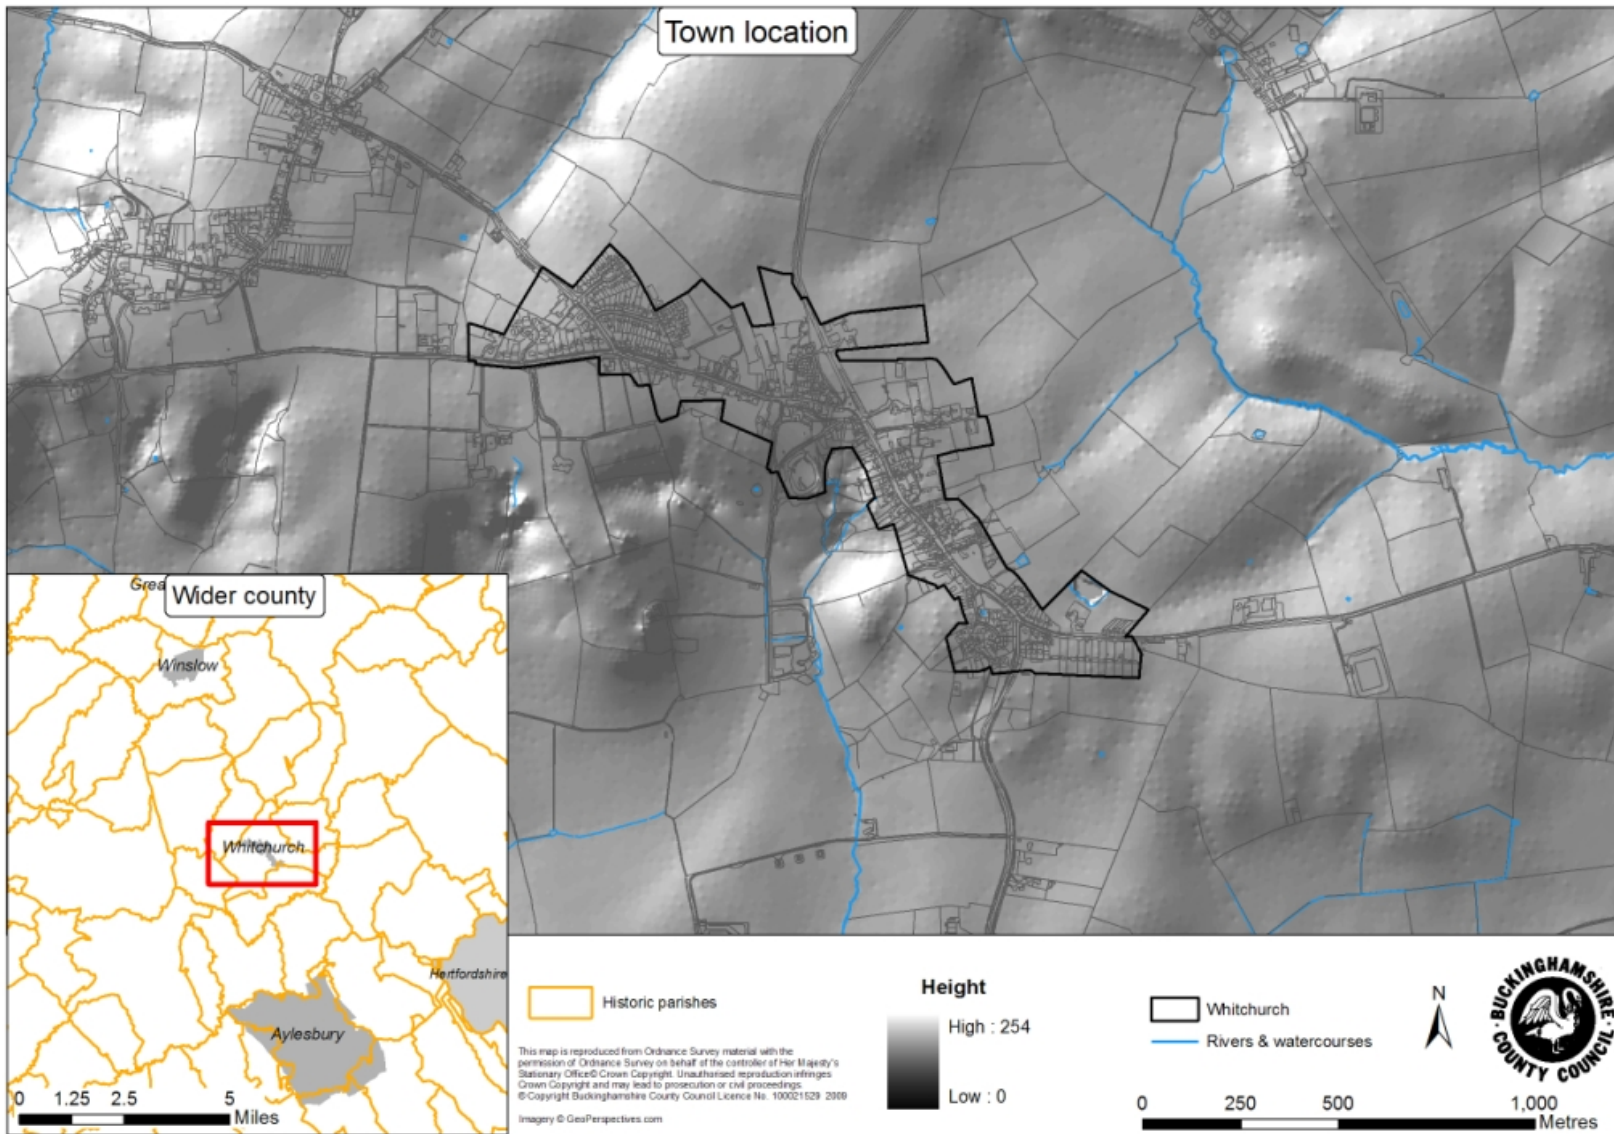 Town location
Grea
Wider county
Winslow
Whitchurch
Hertfordshire
Aylesbury
0 1.25 2.5 5
Miles
Historic parishes
This map is reproduced from Ordnance Survey material with the
permission of Ordnance Survey on behalf of the controller of Her Majesty's
Stationary Office© Crown Copyright. Unauthorised reproduction infringes
Crown Copyright and may lead to prosecution or civil proceedings.
© Copyright Buckinghamshire County Council Licence No. 100021529 2009
Imagery © GeoPerspectives.com
Height
High : 254
Low : 0
Whitchurch
Rivers & watercourses
N
BUCKINGHAMSHIRE
COUNTY COUNCIL
0 250 500 1,000
Metres